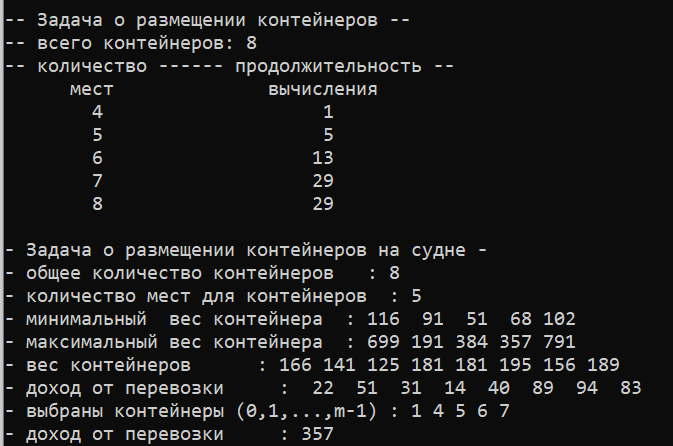 -- Задача о размещении контейнеров --
-- всего контейнеров: 8
-- количество ------ продолжительность --
мест вычисления
4 1
5 5
6 13
7 29
8 29
- Задача о размещении контейнеров на судне -
- общее количество контейнеров : 8
- количество мест для контейнеров : 5
- минимальный вес контейнера : 116 91 51 68 102
- максимальный вес контейнера : 699 191 384 357 791
- вес контейнеров : 166 141 125 181 181 195 156 189
- доход от перевозки : 22 51 31 14 40 89 94 83
- выбраны контейнеры (0,1,...,m-1) : 1 4 5 6 7
- доход от перевозки : 357